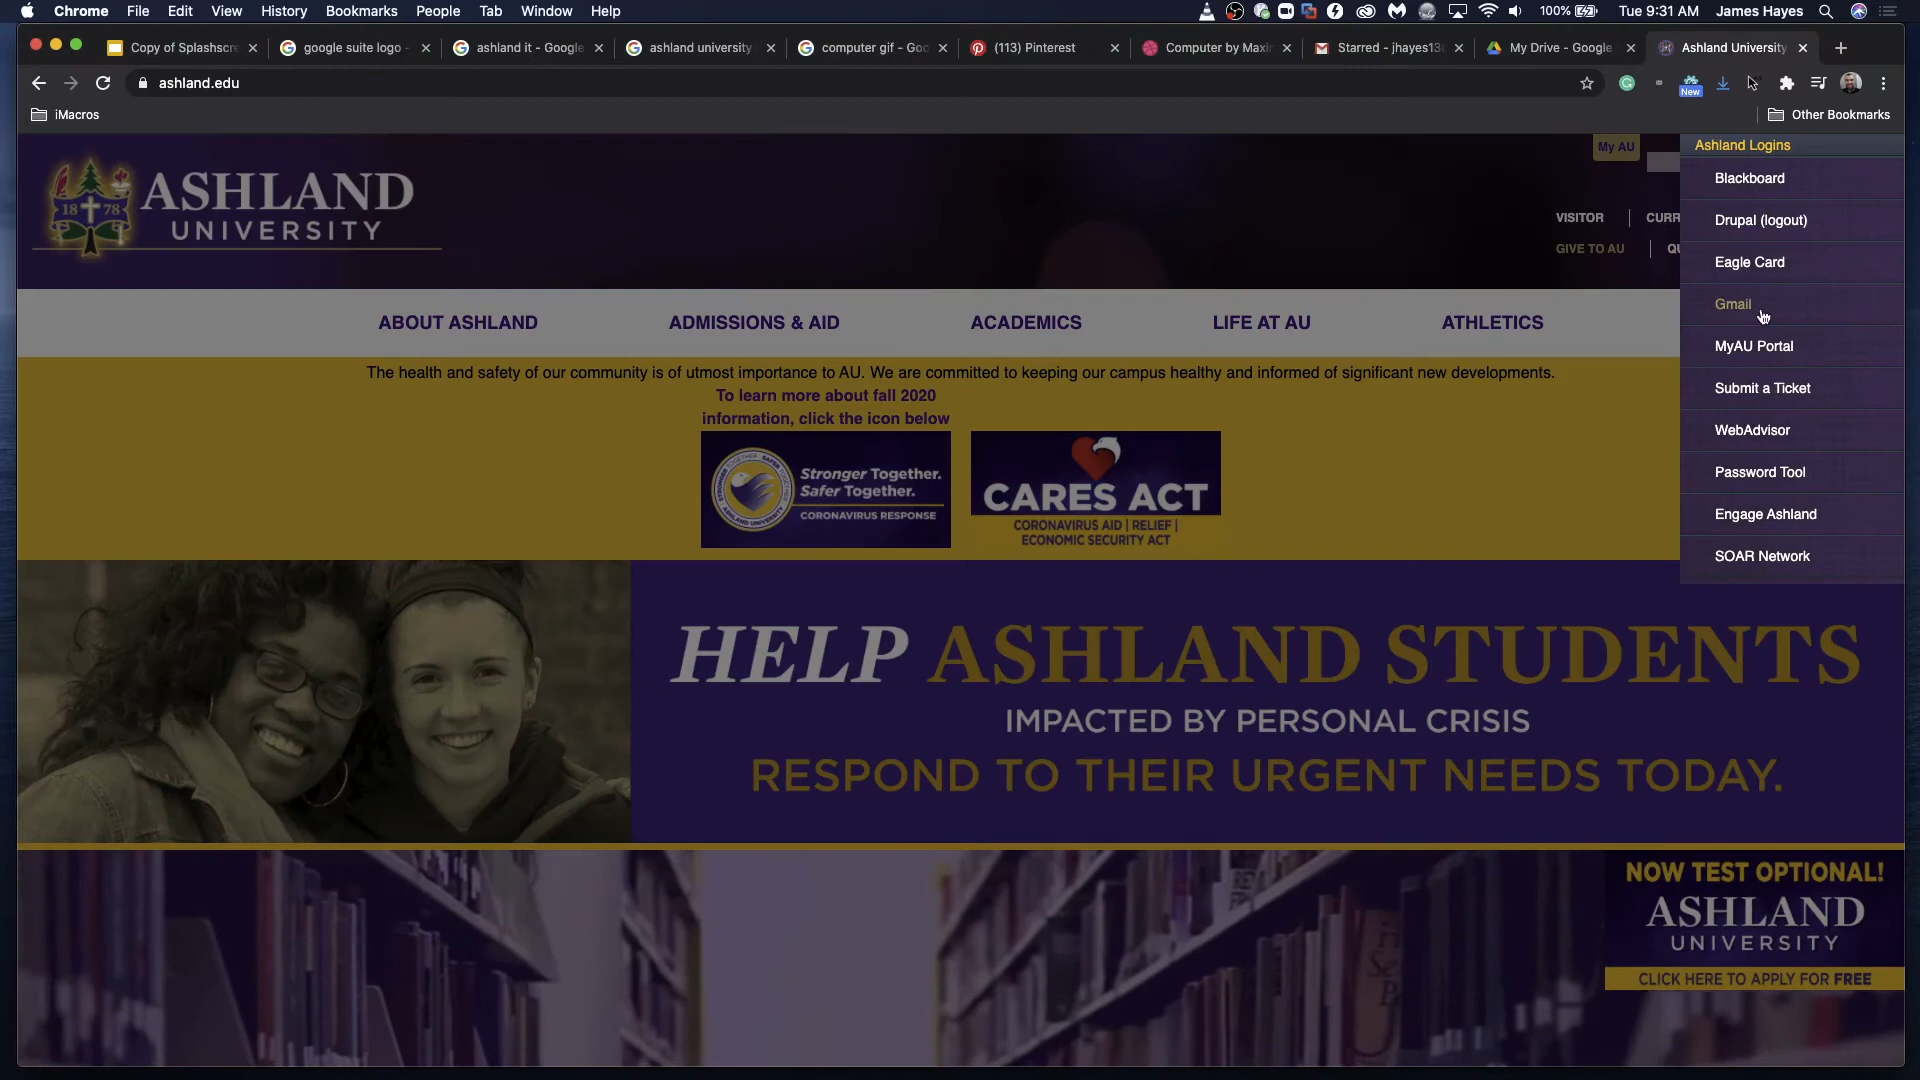 Chrome File Edit View History Bookmarks People Tab Window Help 100% Tue 9:31 AM James Hayes
Copy of Splashscre google suite logo - ashland it - Google ashland university computer gif - Goo (113) Pinterest Computer by Maxim Starred - jhayes13 My Drive - Google Ashland University
ashland.edu New
iMacros Other Bookmarks
ASHLAND
UNIVERSITY
1878
My AU
VISITOR CURR
GIVE TO AU QU
Ashland Logins
Blackboard
Drupal (logout)
Eagle Card
Gmail
MyAU Portal
Submit a Ticket
WebAdvisor
Password Tool
Engage Ashland
SOAR Network
ABOUT ASHLAND ADMISSIONS & AID ACADEMICS LIFE AT AU ATHLETICS
The health and safety of our community is of utmost importance to AU. We are committed to keeping our campus healthy and informed of significant new developments.
To learn more about fall 2020
information, click the icon below
Stronger Together.
Safer Together.
CORONAVIRUS RESPONSE
CARES ACT
CORONAVIRUS AID | RELIEF |
ECONOMIC SECURITY ACT
HELP ASHLAND STUDENTS
IMPACTED BY PERSONAL CRISIS
RESPOND TO THEIR URGENT NEEDS TODAY.
NOW TEST OPTIONAL!
ASHLAND
UNIVERSITY
CLICK HERE TO APPLY FOR FREE